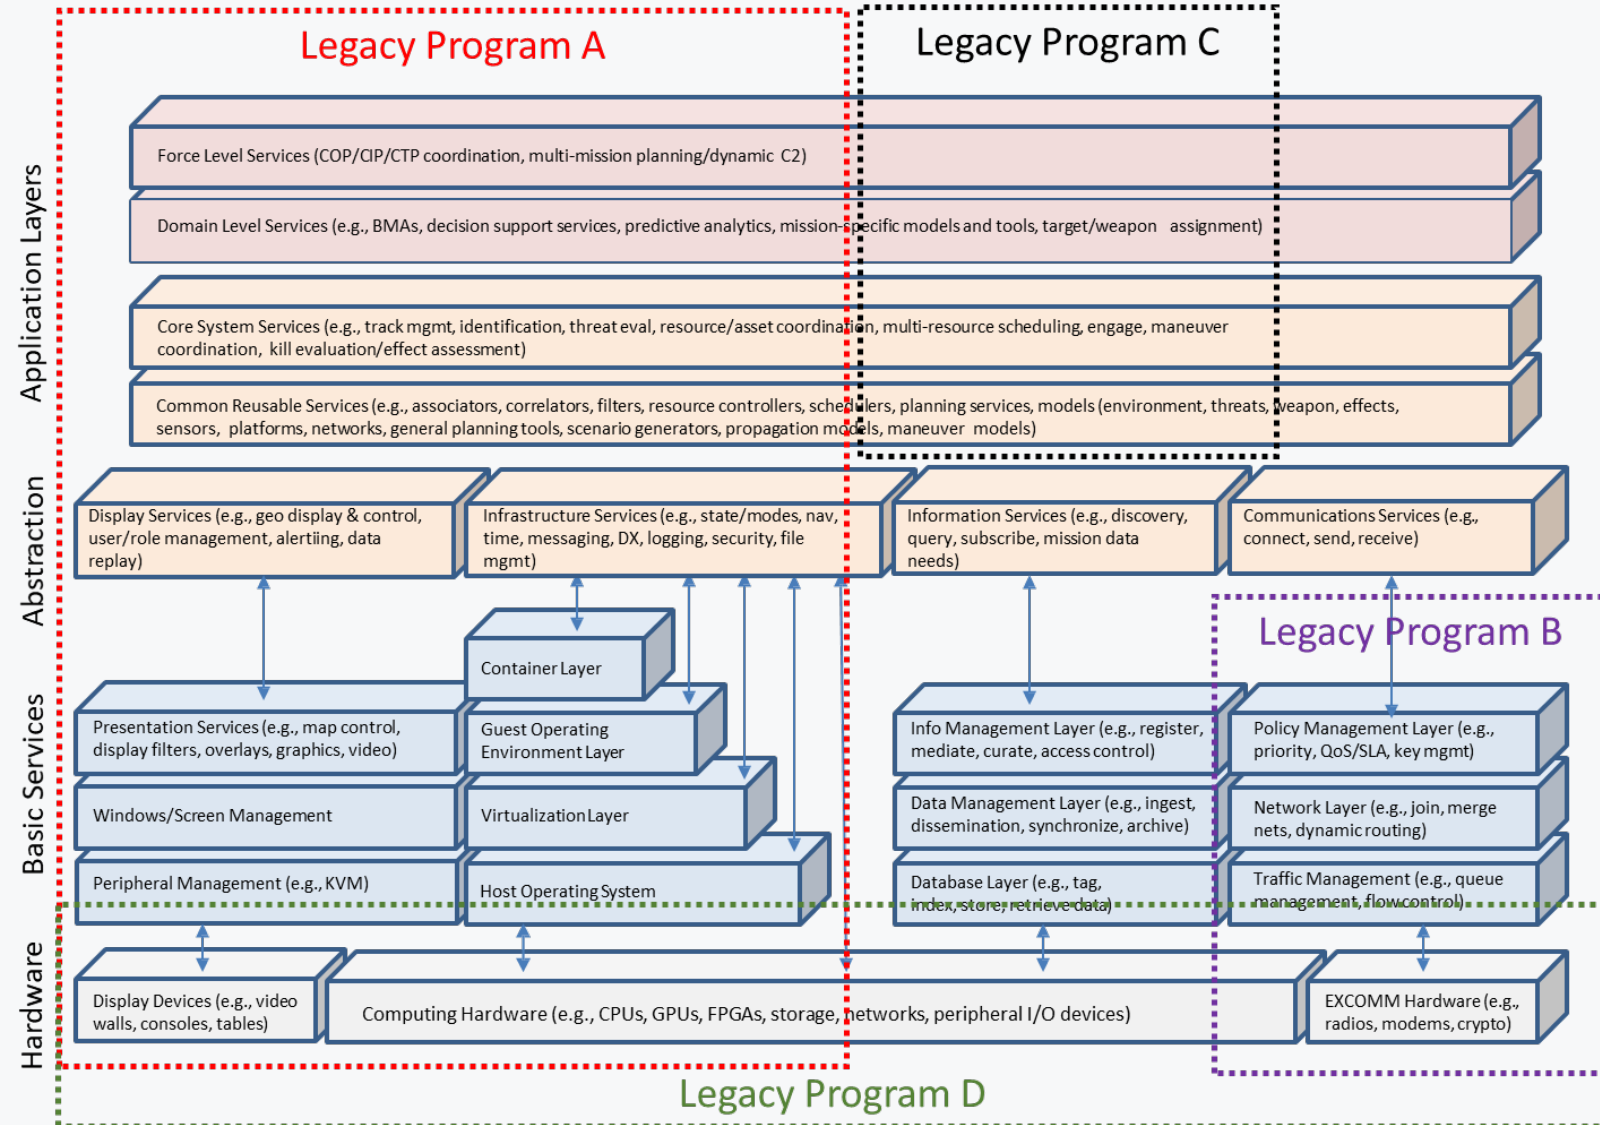 Legacy Program A
Legacy Program C
Application Layers
Force Level Services (COP/CIP/CTP coordination, multi-mission planning/dynamic C2)
Domain Level Services (e.g., BMAs, decision support services, predictive analytics, mission-specific models and tools, target/weapon assignment)
Core System Services (e.g., track mgmt, identification, threat eval, resource/asset coordination, multi-resource scheduling, engage, maneuver
coordination, kill evaluation/effect assessment)
Common Reusable Services (e.g., associators, correlators, filters, resource controllers, schedulers, planning services, models (environment, threats, weapon, effects,
sensors, platforms, networks, general planning tools, scenario generators, propagation models, maneuver models)
Abstraction
Display Services (e.g., geo display & control,
user/role management, alertiing, data
replay)
Infrastructure Services (e.g., state/modes, nav,
time, messaging, DX, logging, security, file
mgmt)
Information Services (e.g., discovery,
query, subscribe, mission data
needs)
Communications Services (e.g.,
connect, send, receive)
Legacy Program B
Basic Services
Container Layer
Presentation Services (e.g., map control,
display filters, overlays, graphics, video)
Guest Operating
Environment Layer
Info Management Layer (e.g., register,
mediate, curate, access control)
Policy Management Layer (e.g.,
priority, QoS/SLA, key mgmt)
Windows/Screen Management
Virtualization Layer
Data Management Layer (e.g., ingest,
dissemination, synchronize, archive)
Network Layer (e.g., join, merge
nets, dynamic routing)
Peripheral Management (e.g., KVM)
Host Operating System
Database Layer (e.g., tag,
index, store, retrieve data)
Traffic Management (e.g., queue
management, flow control)
Hardware
Display Devices (e.g., video
walls, consoles, tables)
Computing Hardware (e.g., CPUs, GPUs, FPGAs, storage, networks, peripheral I/O devices)
EXCOMM Hardware (e.g.,
radios, modems, crypto)
Legacy Program D